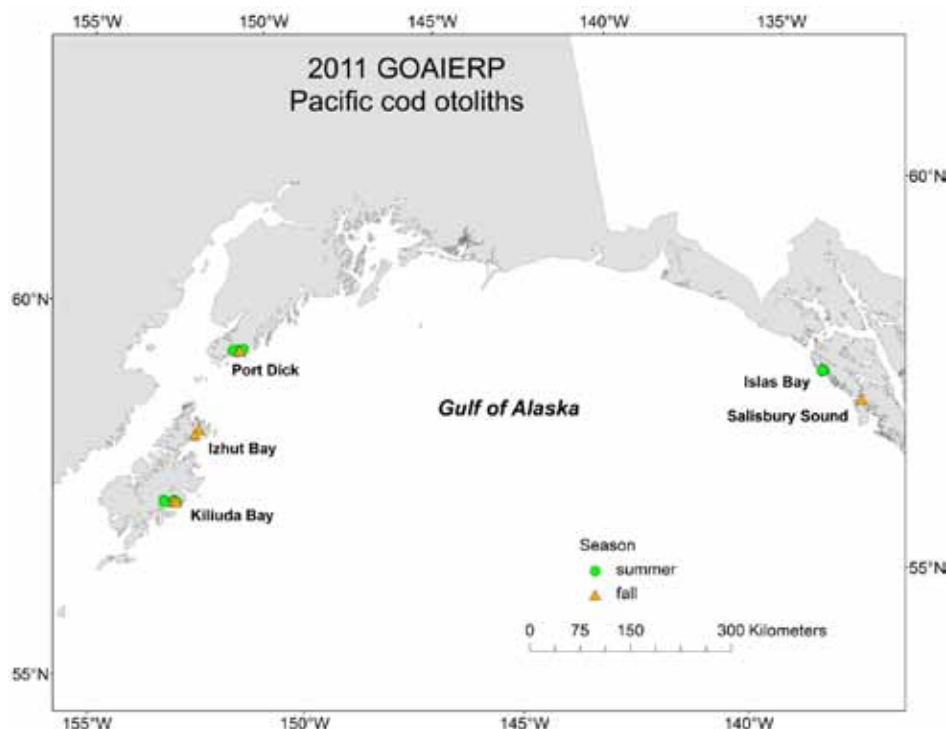 155°W 150°W 145°W 140°W 135°W
2011 GOAIERP
Pacific cod otoliths
60°N
60°N
Port Dick
Islas Bay
Gulf of Alaska
Salisbury Sound
Izhut Bay
Kiliuda Bay
Season
summer
fall
55°N
0 75 150 300 Kilometers
55°N
155°W 150°W 145°W 140°W